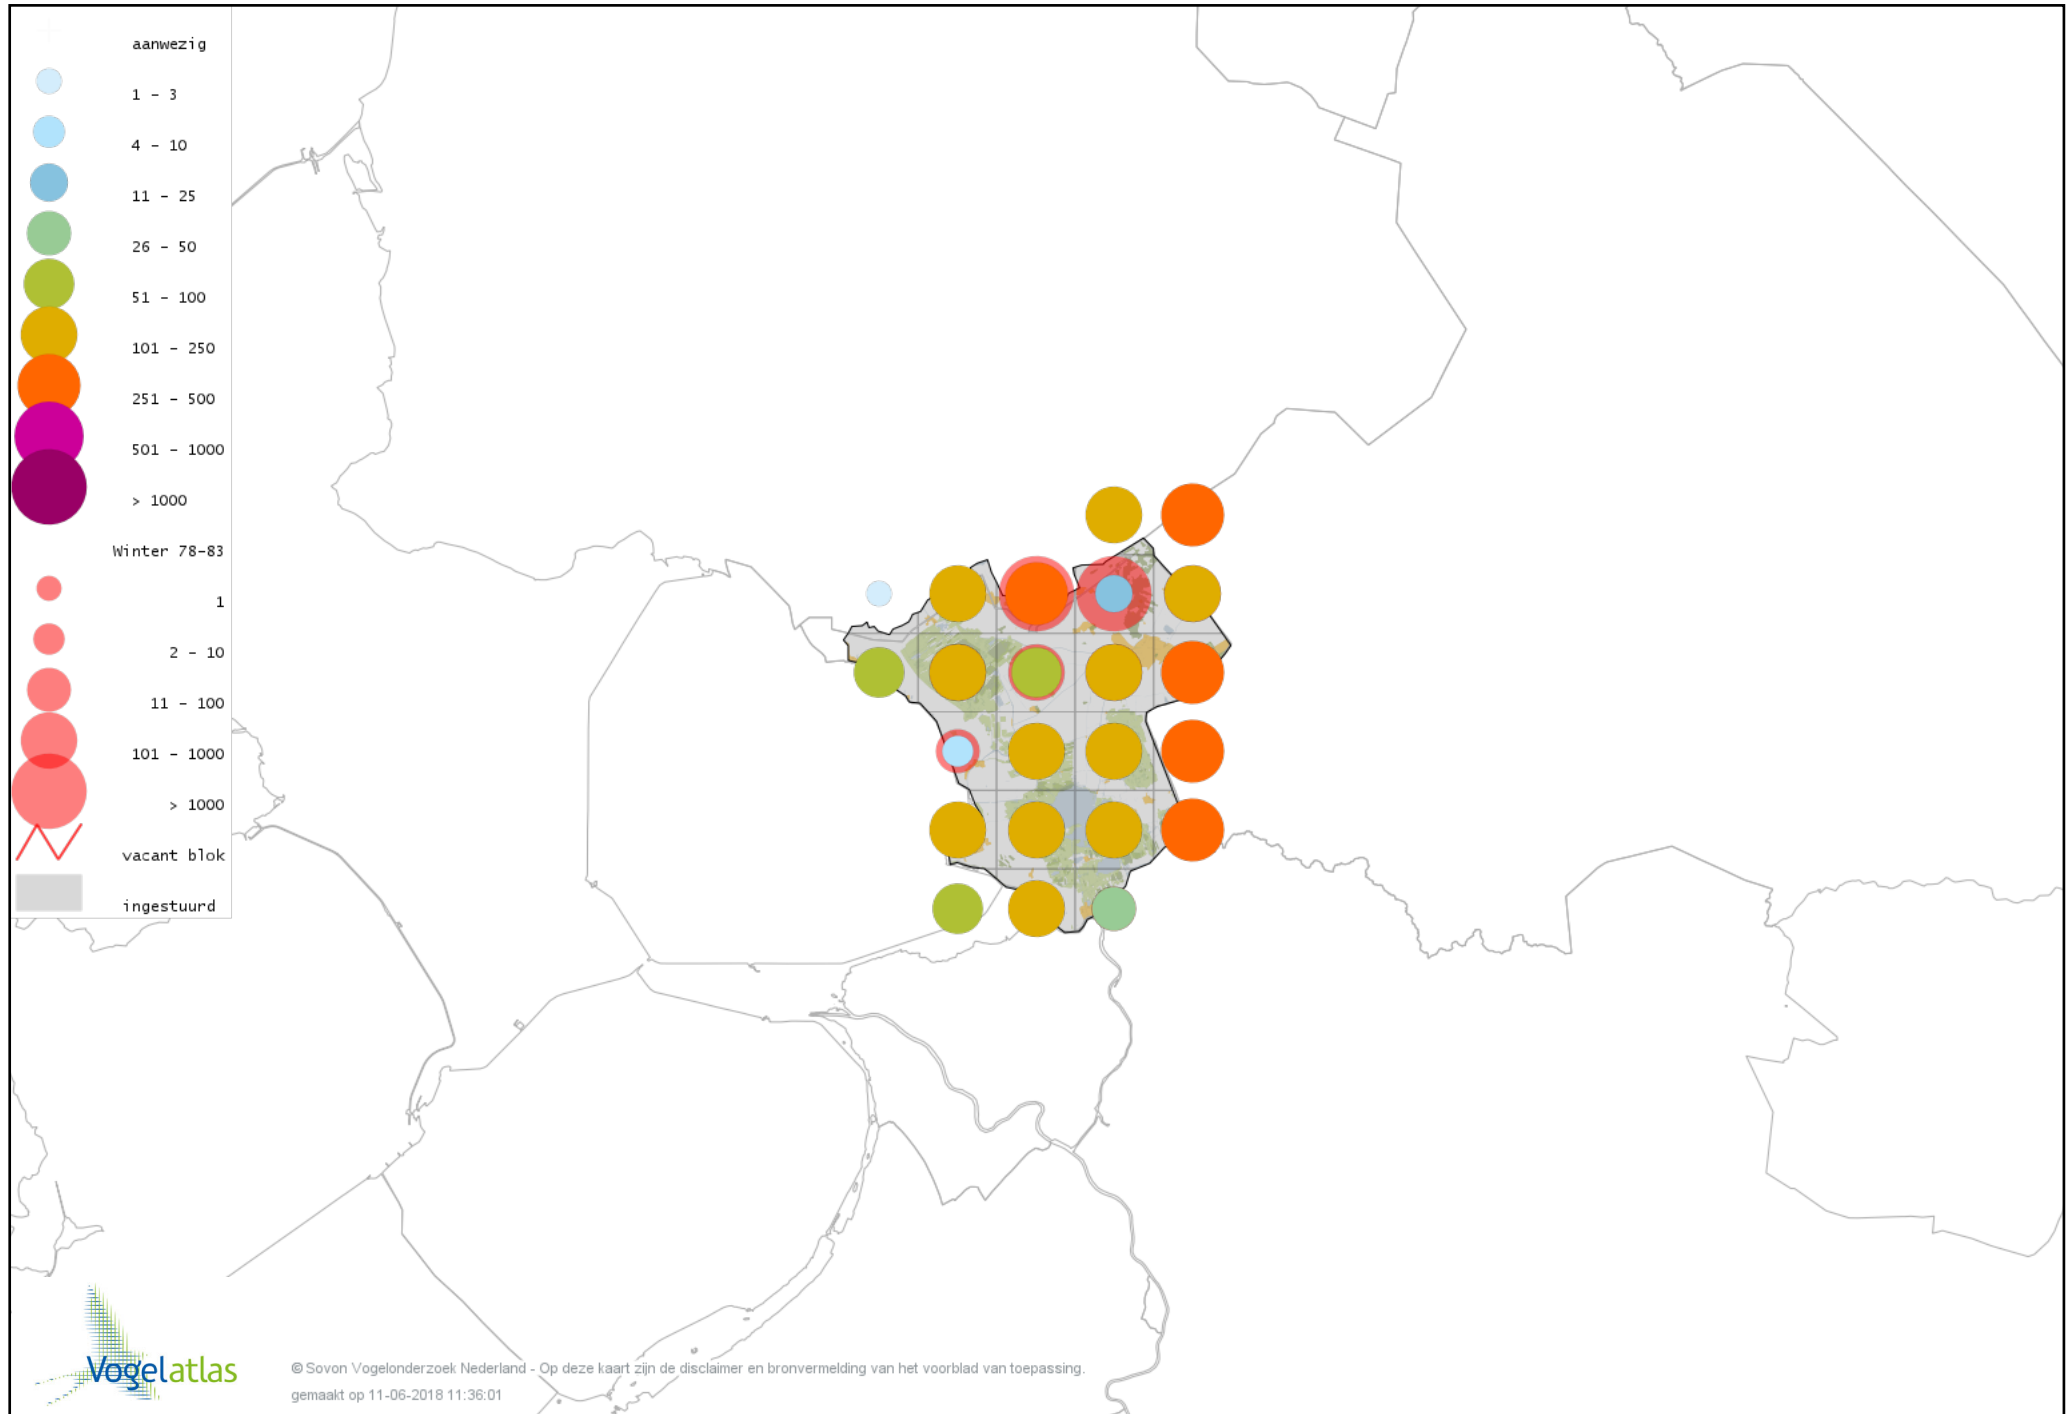 aanwezig
1 - 3
4 - 10
11 - 25
26 - 50
51 - 100
101 - 250
251 - 500
501 - 1000
> 1000
Winter 78-83
1
2 - 10
11 - 100
101 - 1000
> 1000
vacant blok
ingestuurd
Vogelatlas
© Sovon Vogelonderzoek Nederland - Op deze kaart zijn de disclaimer en bronvermelding van het voorblad van toepassing.
gemaakt op 11-06-2018 11:36:01